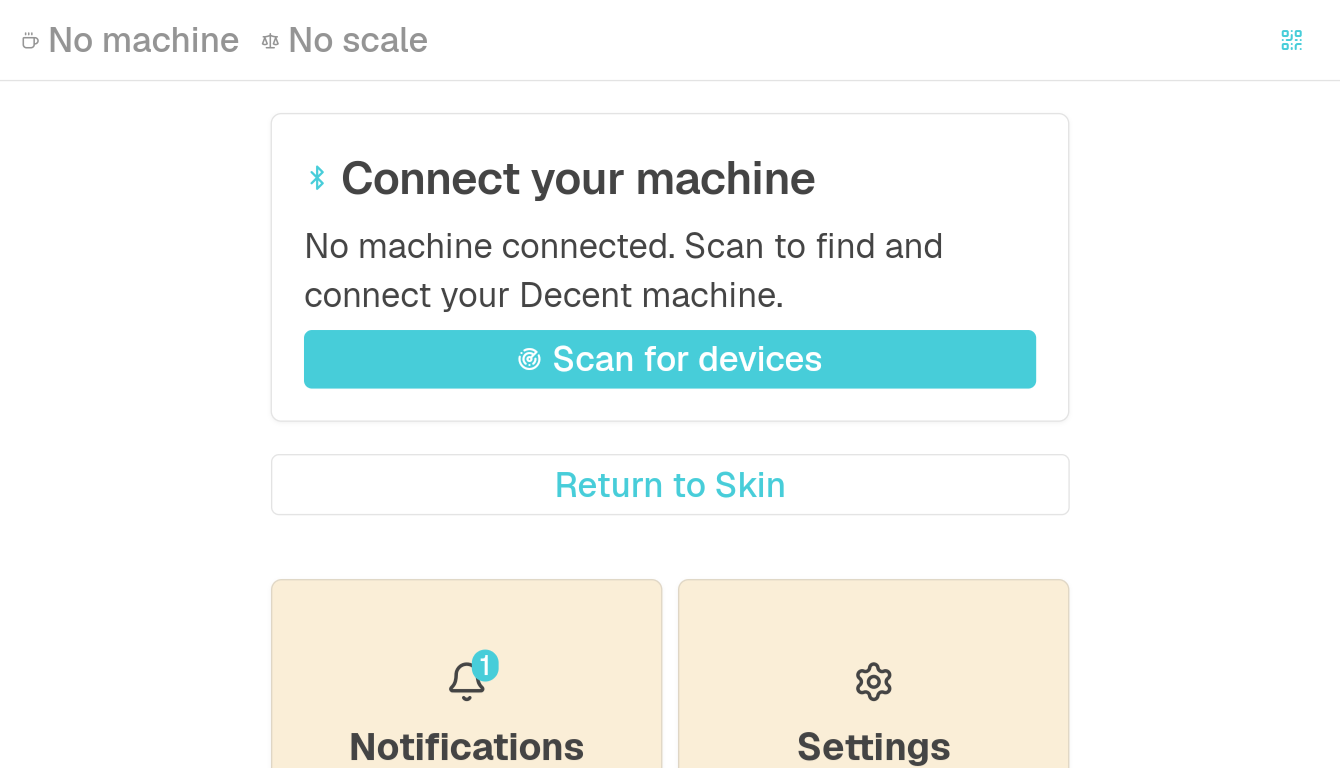 No machine No scale
Connect your machine
No machine connected. Scan to find and
connect your Decent machine.
Scan for devices
Return to Skin
1
Notifications Settings